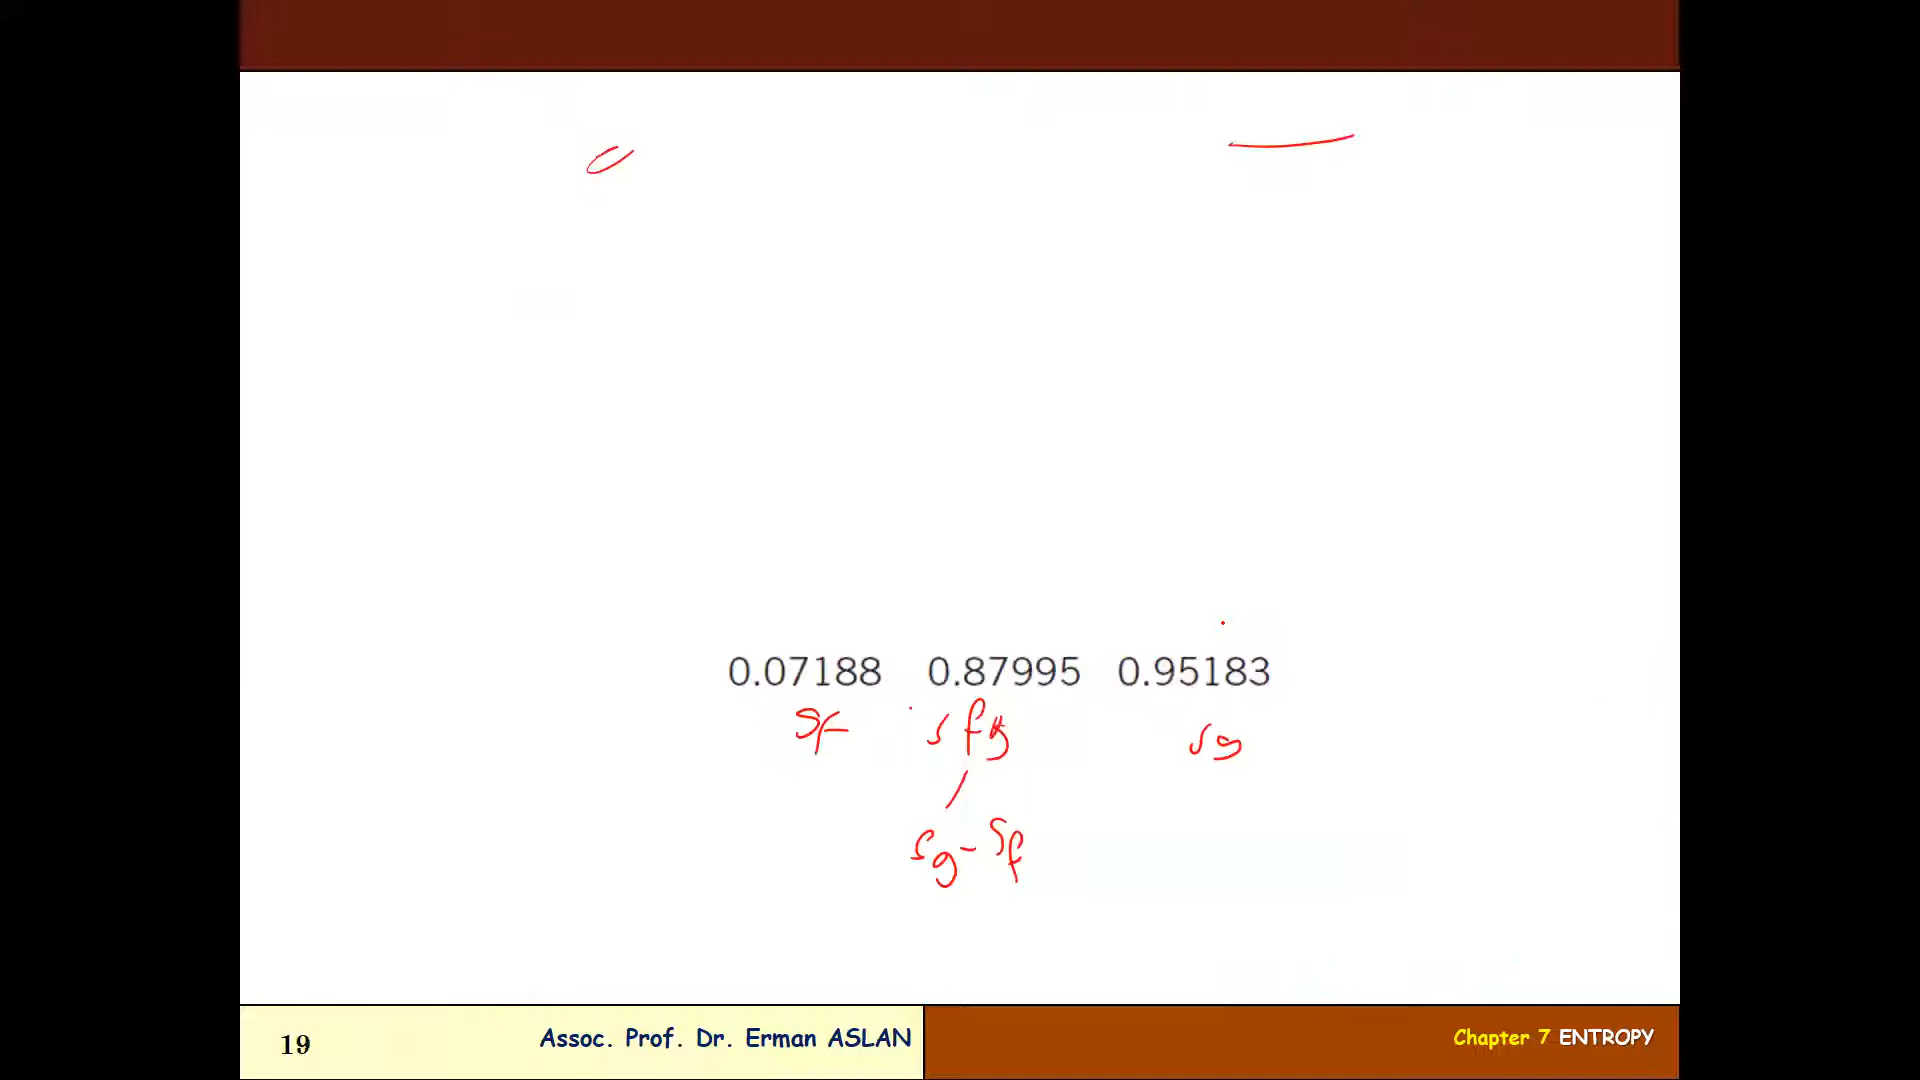 0.07188 0.87995 0.95183
sf sfg sg
sg - sf
19 Assoc. Prof. Dr. Erman ASLAN Chapter 7 ENTROPY